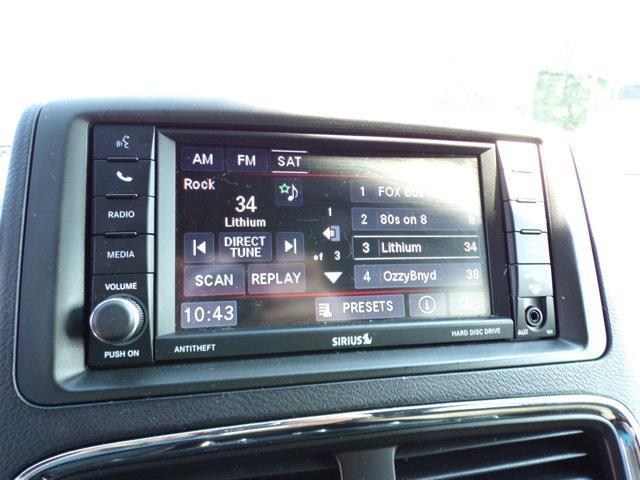 AM FM SAT
RADIO
MEDIA
VOLUME
PUSH ON
Rock
34
Lithium
DIRECT
TUNE
SCAN REPLAY
10:43
1
of 3
1 FOX
2 80s on 8 8
3 Lithium 34
4 OzzyBnyd 38
PRESETS
ANTITHEFT
SIRIUS
HARD DISC DRIVE
AUX